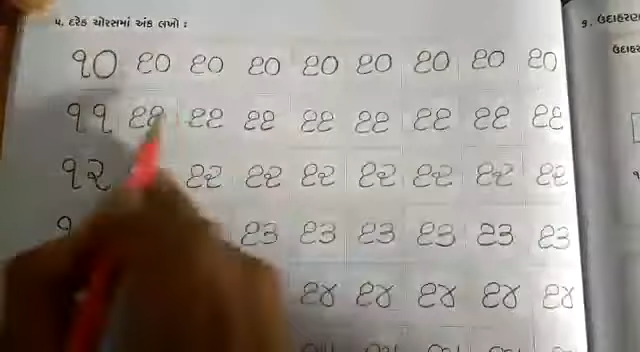 ૫. દરેક ચોરસમાં અંક લખો :
૧૦ ૧૦ ૧૦ ૧૦ ૧૦ ૧૦ ૧૦ ૧૦ ૧૦
૧૧ ૧૧ ૧૧ ૧૧ ૧૧ ૧૧ ૧૧ ૧૧ ૧૧
૧૨ ૧૨ ૧૨ ૧૨ ૧૨ ૧૨ ૧૨ ૧૨
૧૩ ૧૩ ૧૩ ૧૩ ૧૩ ૧૩
૧૪ ૧૪ ૧૪ ૧૪ ૧૪